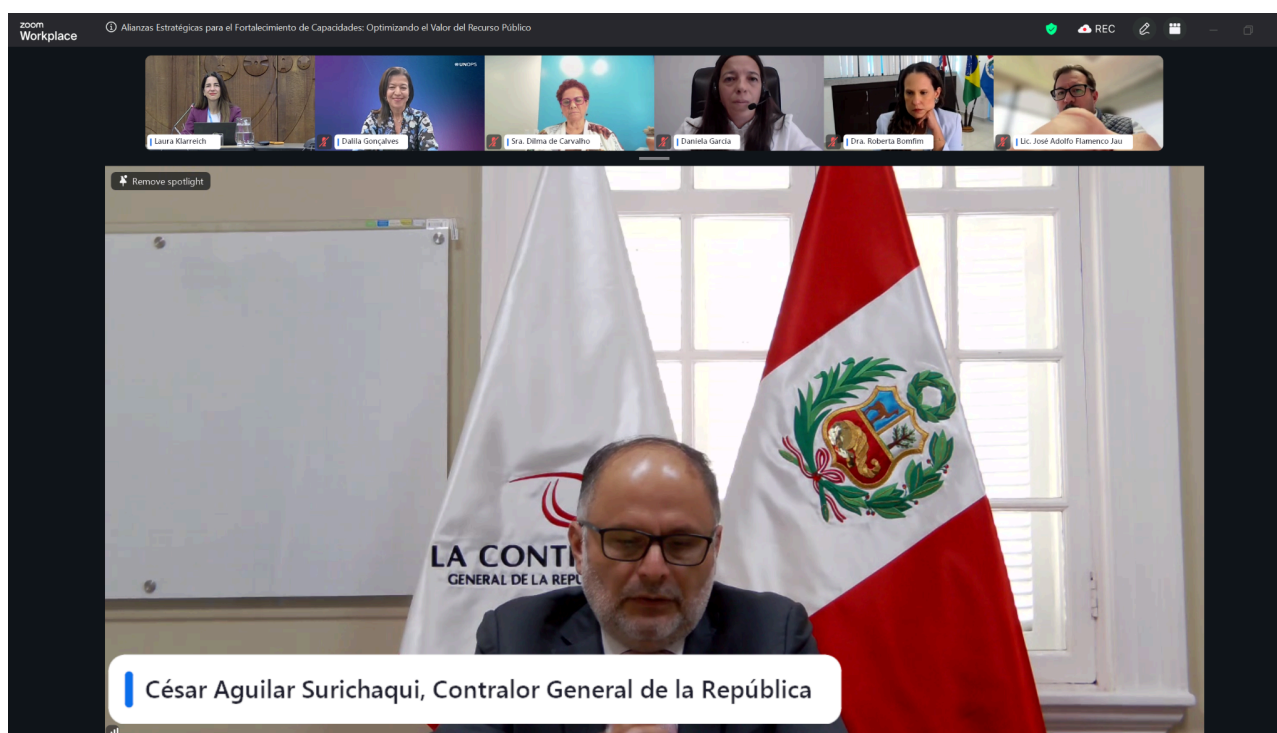 zoom
Workplace
Alianzas Estratégicas para el Fortalecimiento de Capacidades: Optimizando el Valor del Recurso Público
REC
UNOPS
Laura Klarreich
Dalila Gonçalves
Sra. Dilma de Carvalho
Daniela García
Dra. Roberta Bomfim
Lic. José Adolfo Flamenco Jau
Remove spotlight
LA CONT
GENERAL DE LA REPÚ
César Aguilar Surichaqui, Contralor General de la República